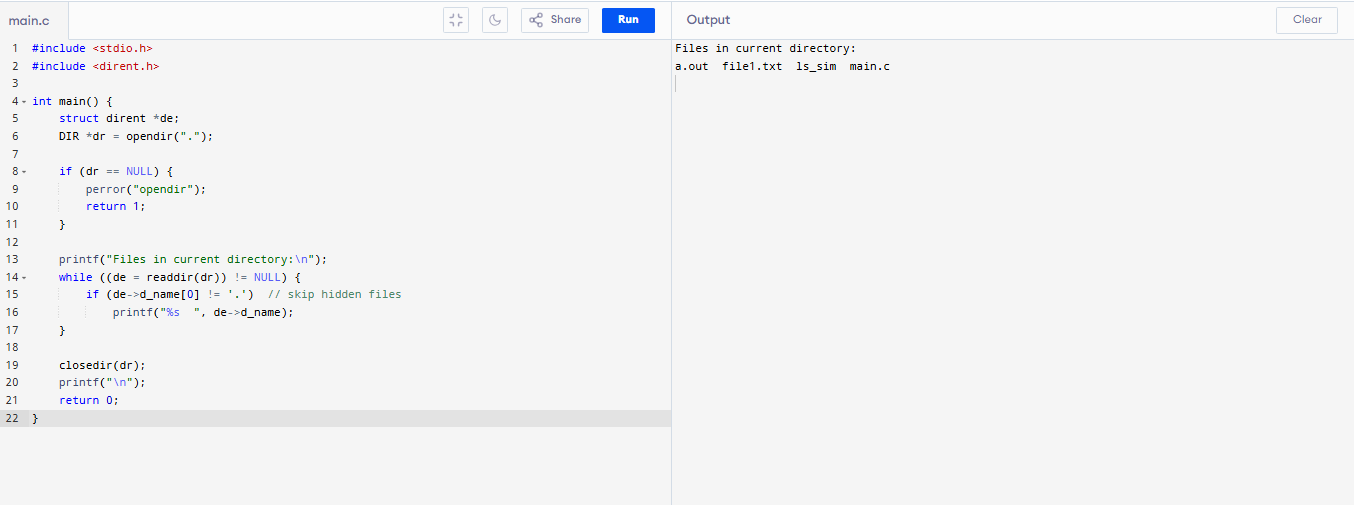 main.c
Share
Run
Output
Clear
1 #include <stdio.h>
2 #include <dirent.h>
3
4 int main() {
5     struct dirent *de;
6     DIR *dr = opendir(".");
7
8     if (dr == NULL) {
9         perror("opendir");
10         return 1;
11     }
12
13     printf("Files in current directory:\n");
14     while ((de = readdir(dr)) != NULL) {
15         if (de->d_name[0] != '.')  // skip hidden files
16             printf("%s  ", de->d_name);
17     }
18
19     closedir(dr);
20     printf("\n");
21     return 0;
22 }
Files in current directory:
a.out  file1.txt  ls_sim  main.c